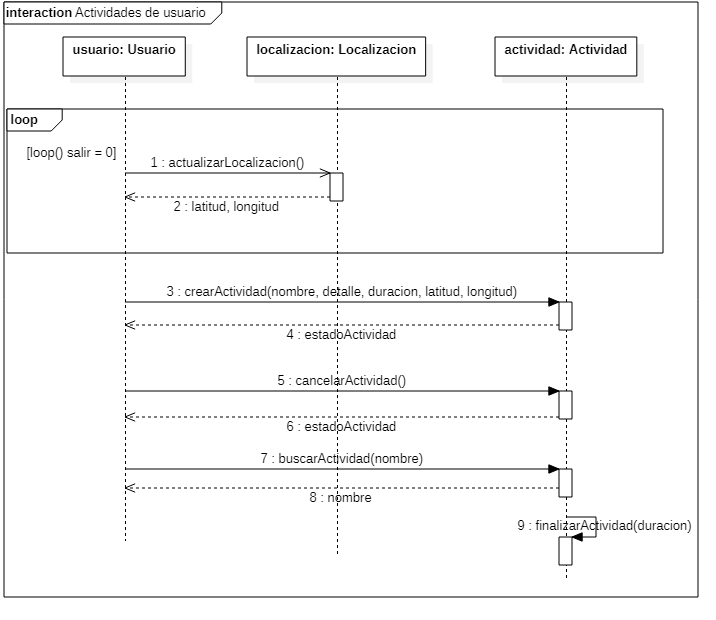 interaction Actividades de usuario
usuario: Usuario
localizacion: Localizacion
actividad: Actividad
loop
[loop() salir = 0]
1 : actualizarLocalizacion()
2 : latitud, longitud
3 : crearActividad(nombre, detalle, duracion, latitud, longitud)
4 : estadoActividad
5 : cancelarActividad()
6 : estadoActividad
7 : buscarActividad(nombre)
8 : nombre
9 : finalizarActividad(duracion)